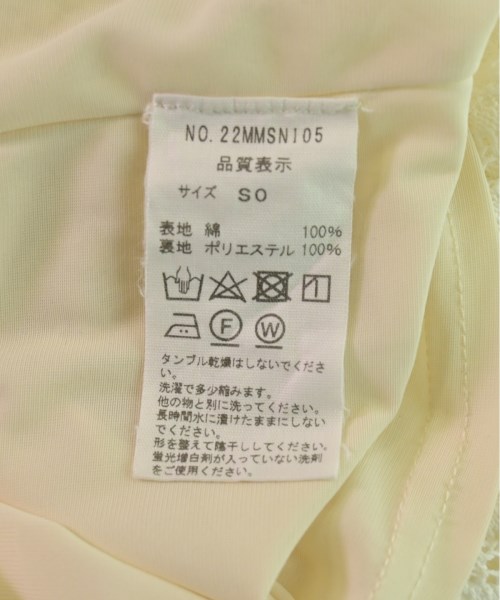 NO. 22MMSN105
品質表示
サイズ SO
表地 綿 100%
裏地 ポリエステル 100%
F W
タンブル乾燥はしないでくださ
い。
洗濯で多少縮みます。
他の物と別に洗ってください。
長時間水に漬けたままにしない
でください。
形を整えて陰干ししてください。
蛍光増白剤が入っていない洗剤
をご使用ください。